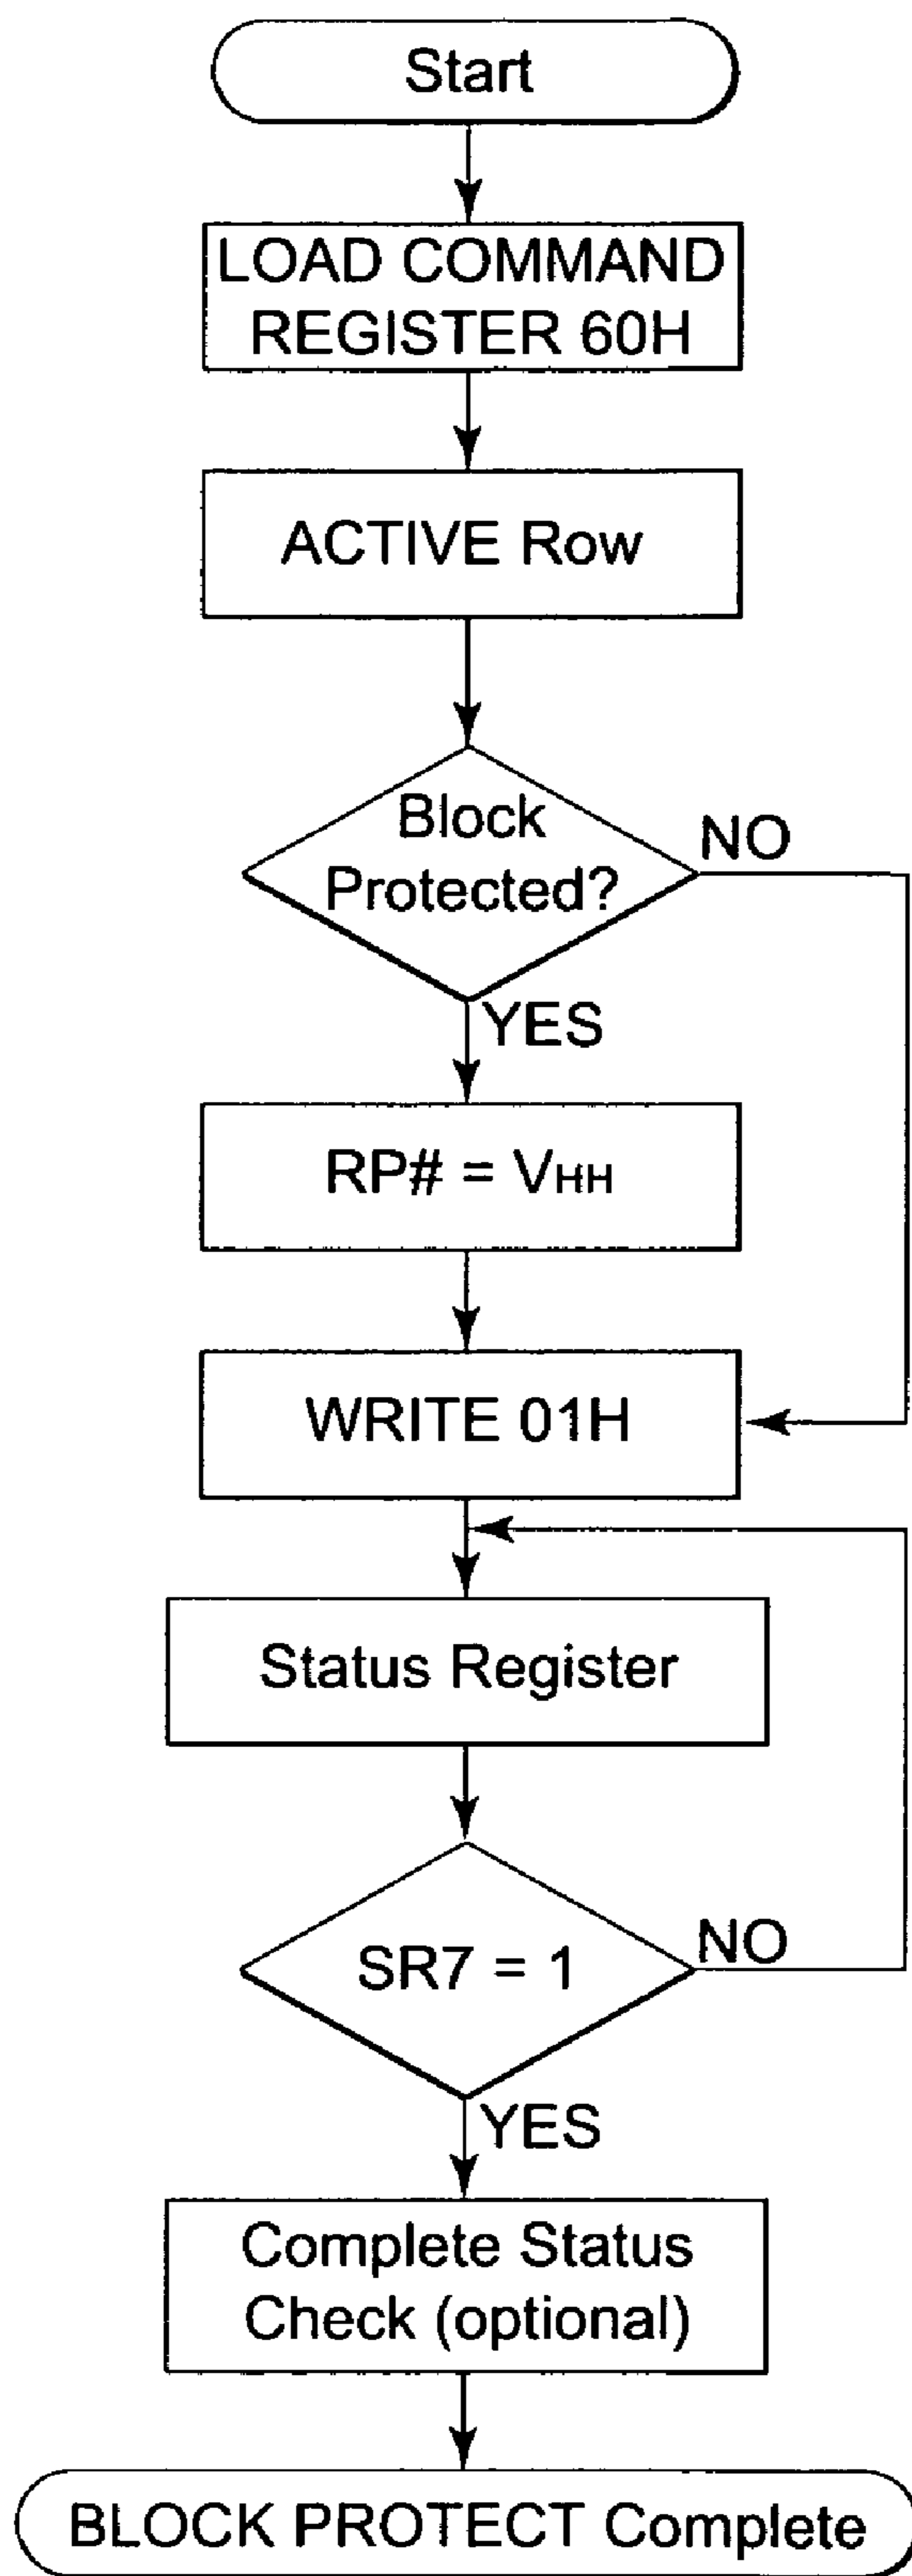 Start
LOAD COMMAND
REGISTER 60H
ACTIVE Row
Block
Protected?
NO
YES
RP# = VHH
WRITE 01H
Status Register
SR7 = 1
NO
YES
Complete Status
Check (optional)
BLOCK PROTECT Complete